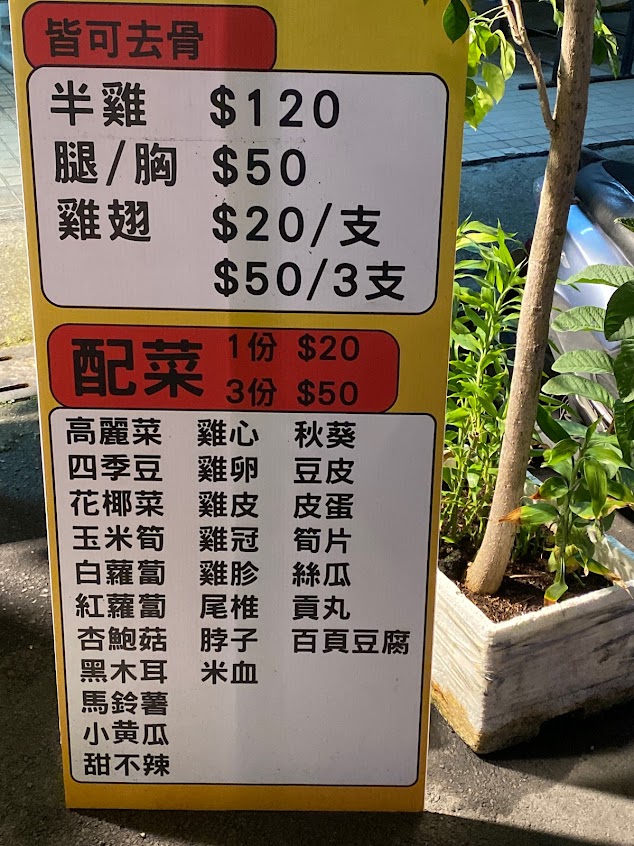 皆可去骨
半雞 $120
腿/胸 $50
雞翅 $20/支
$50/3支
配菜 1份 $20
3份 $50
高麗菜 雞心 秋葵
四季豆 雞卵 豆皮
花椰菜 雞皮 皮蛋
玉米筍 雞冠 筍片
白蘿蔔 雞胗 絲瓜
紅蘿蔔 尾椎 貢丸
杏鮑菇 脖子 百頁豆腐
黑木耳 米血
馬鈴薯
小黄瓜
甜不辣